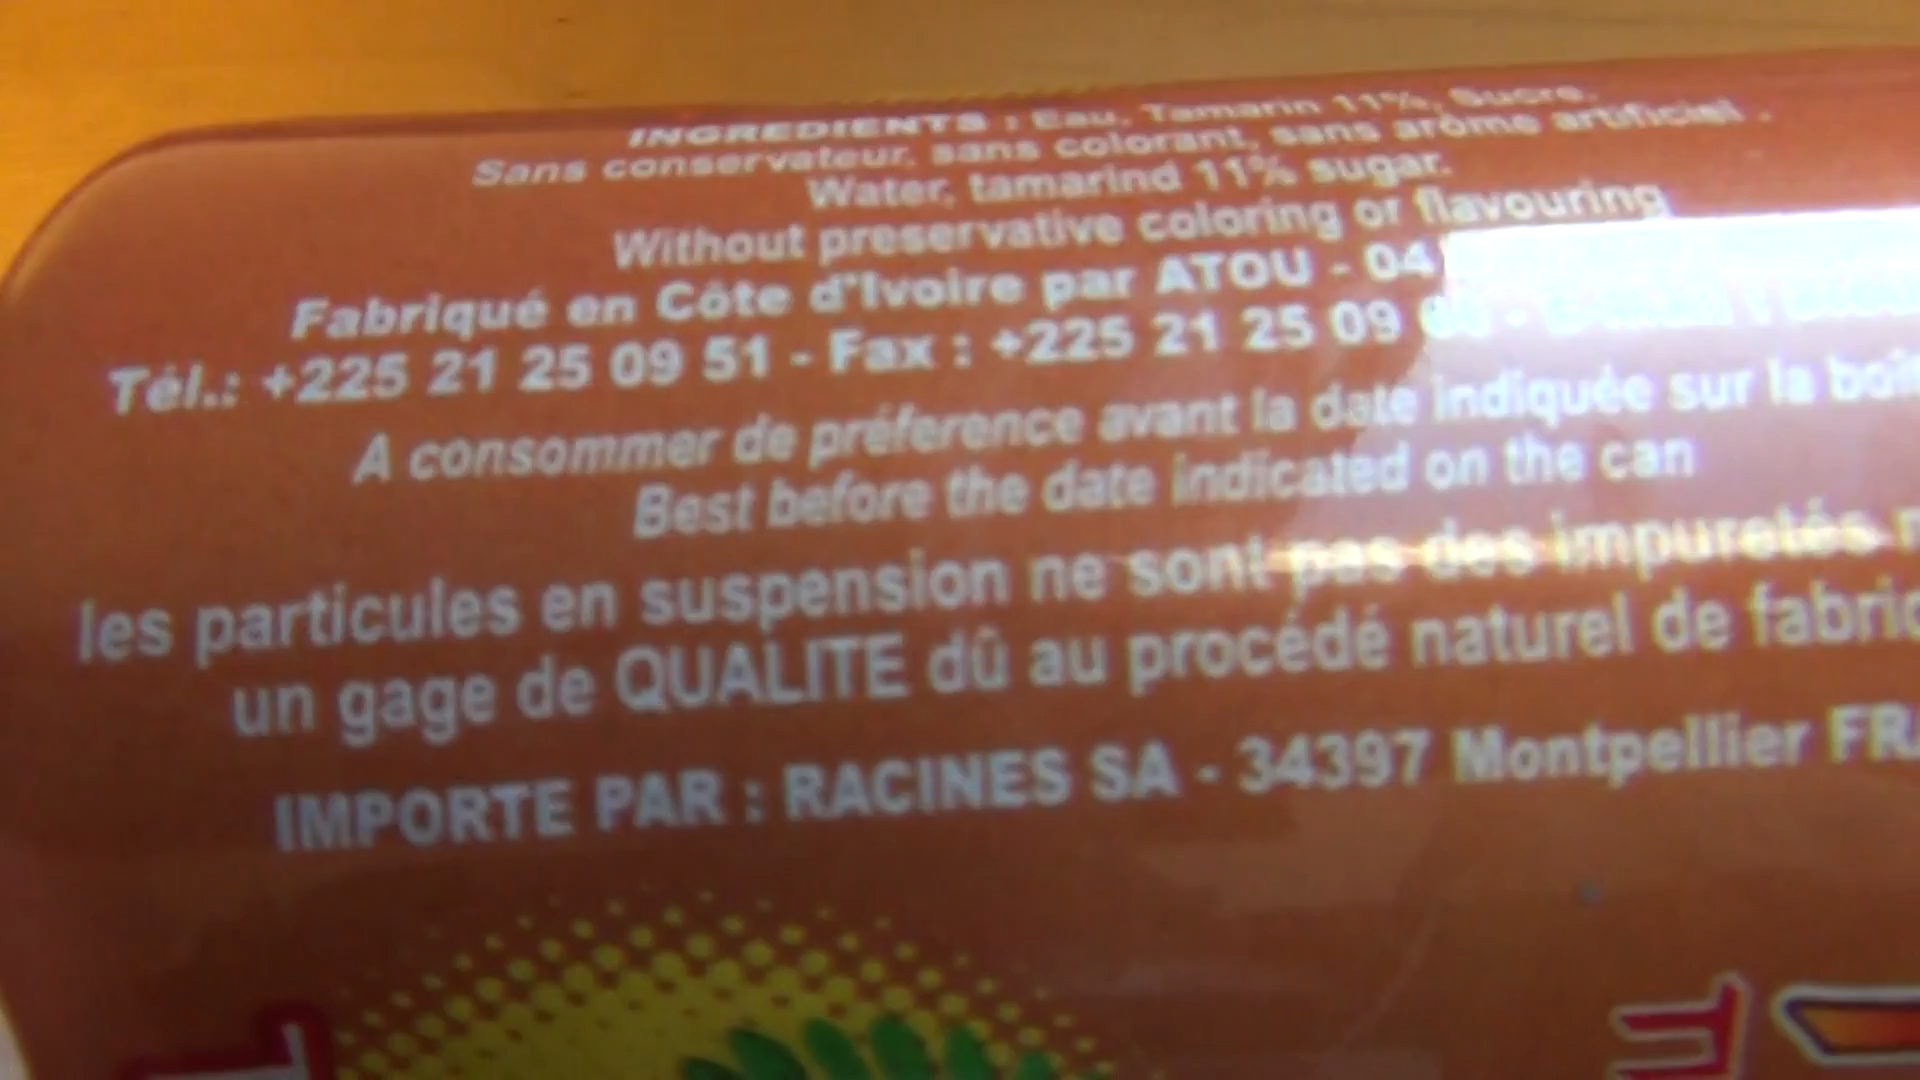 INGREDIENTS : Eau, Tamarin 11%, Sucre.
Sans conservateur, sans colorant, sans arôme artificiel .
Water, tamarind 11% sugar.
Without preservative coloring or flavouring
Fabriqué en Côte d'Ivoire par ATOU - 04
Tél.: +225 21 25 09 51 - Fax : +225 21 25 09
A consommer de préference avant la date indiquée sur la
Best before the date indicated on the can
les particules en suspension ne sont pas des impuretés
un gage de QUALITE dû au procédé naturel de
IMPORTE PAR : RACINES SA - 34397 Montpellier